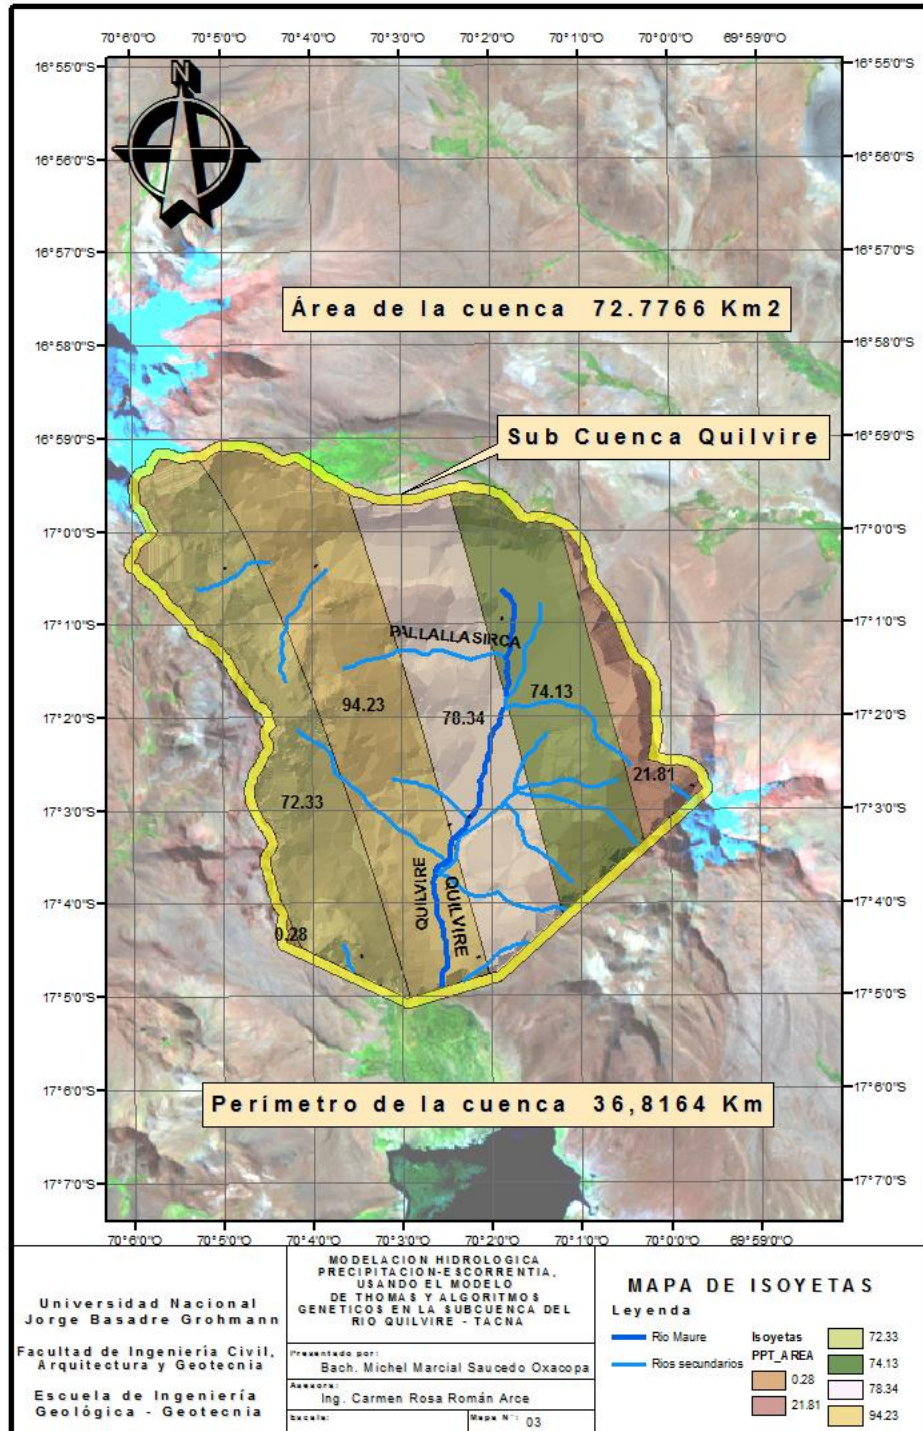 70°6'0"O 70°5'0"O 70°4'0"O 70°3'0"O 70°2'0"O 70°1'0"O 70°0'0"O 69°59'0"O
16°55'0"S 16°55'0"S
N
16°56'0"S 16°56'0"S
16°57'0"S 16°57'0"S
Área de la cuenca 72.7766 Km2
16°58'0"S 16°58'0"S
Sub Cuenca Quilvire
16°59'0"S 16°59'0"S
17°0'0"S 17°0'0"S
17°1'0"S 17°1'0"S
PALLALLA SIRCA
74.13
94.23
78.34
17°2'0"S 17°2'0"S
21.81
72.33
17°3'0"S 17°3'0"S
QUILVIRE
QUILVIRE
17°4'0"S 17°4'0"S
0.28
17°5'0"S 17°5'0"S
17°6'0"S 17°6'0"S
Perímetro de la cuenca 36,8164 Km
17°7'0"S 17°7'0"S
70°6'0"O 70°5'0"O 70°4'0"O 70°3'0"O 70°2'0"O 70°1'0"O 70°0'0"O 69°59'0"O
Universidad Nacional
Jorge Basadre Grohmann
Facultad de Ingeniería Civil,
Arquitectura y Geotecnia
Escuela de Ingeniería
Geológica - Geotecnia
MODELACION HIDROLOGICA
PRECIPITACION-ESCORRENTIA,
USANDO EL MODELO
DE THOMAS Y ALGORITMOS
GENETICOS EN LA SUBCUENCA DEL
RIO QUILVIRE - TACNA
Presentado por:
Bach. Michel Marcial Saucedo Oxacopa
Asesora:
Ing. Carmen Rosa Román Arce
Escala:
Mapa N°: 03
MAPA DE ISOYETAS
Leyenda
Rio Maure
Rios secundarios
Isoyetas
PPT_AREA
0.28
21.81
72.33
74.13
78.34
94.23